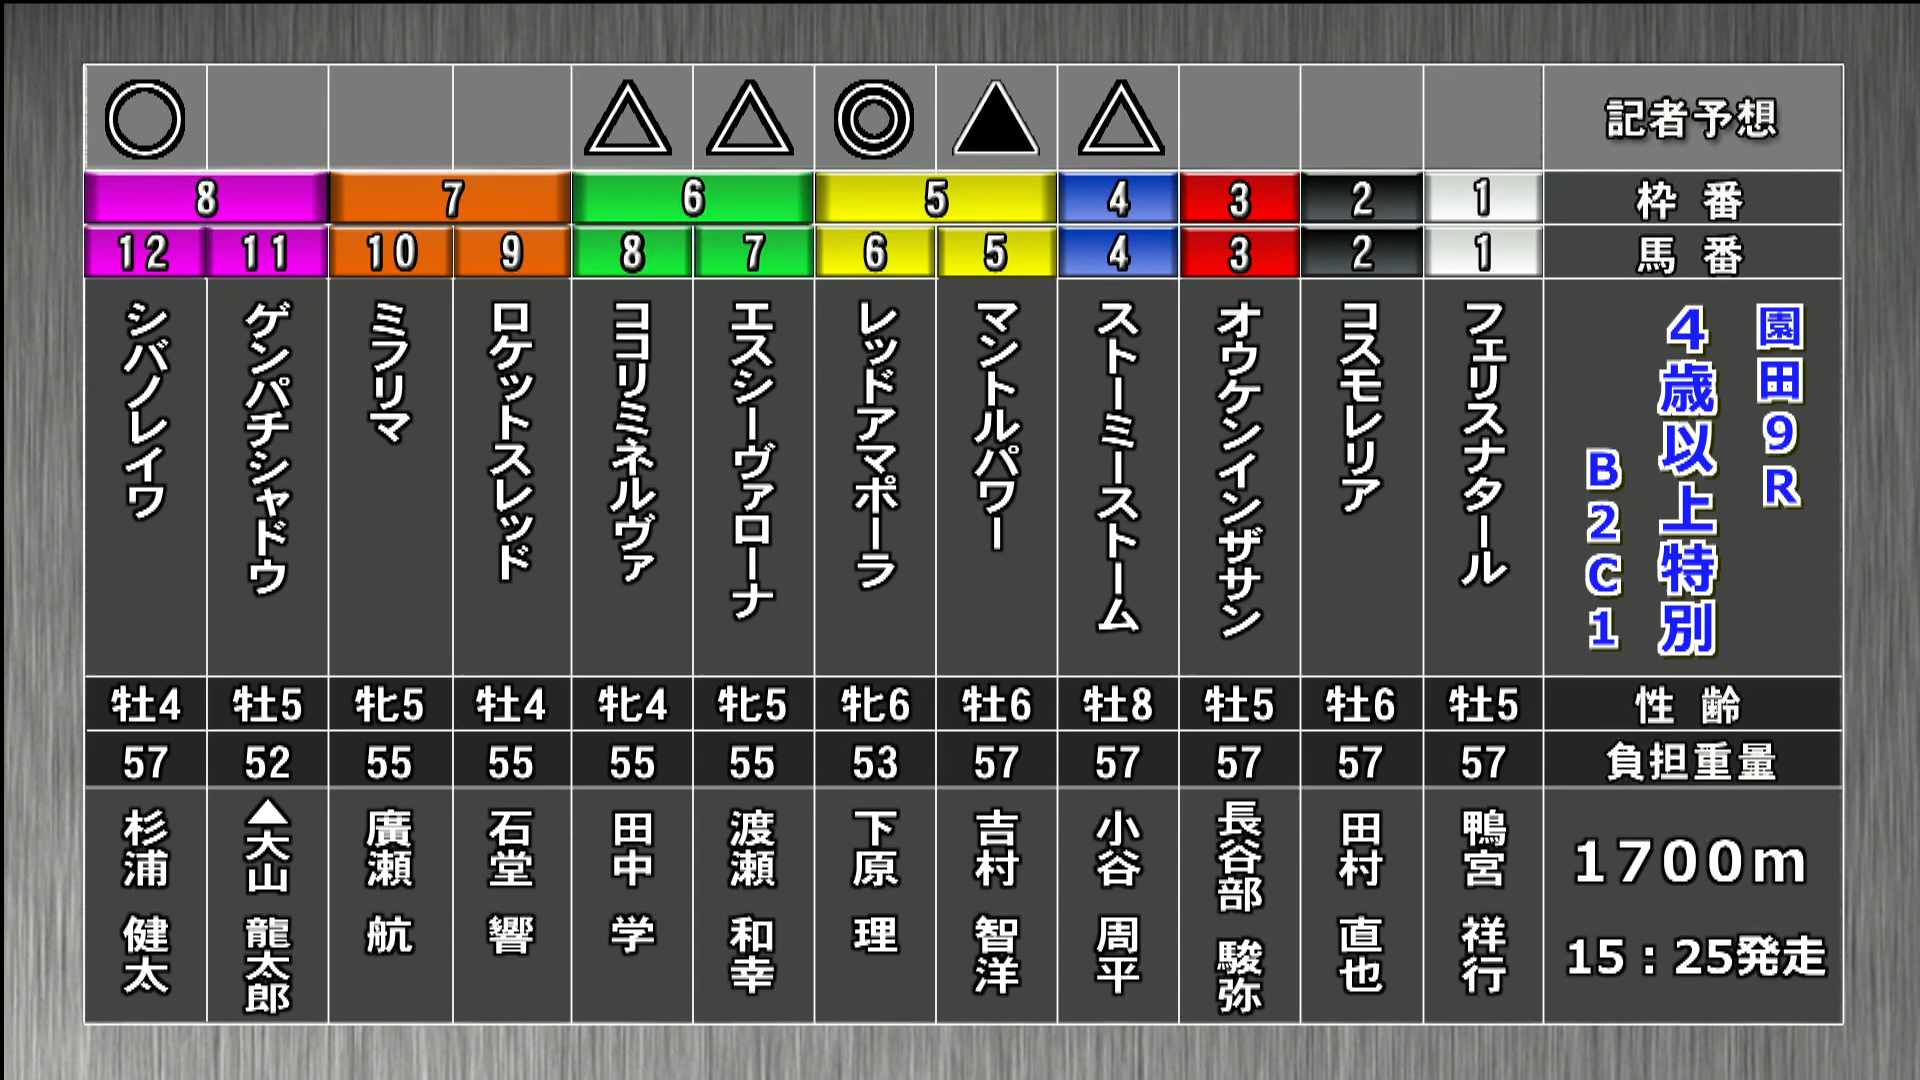 記者予想 ▲ △ ◎ △ △ ○
枠番 1 2 3 4 5 6 7 8
馬番 1 2 3 4 5 6 7 8 9 10 11 12
園田9R
4歳以上特別
B2C1
フェリスナタール
コスモレリア
オウケンインザサン
ストーミーストーム
マントルパワー
レッドアマポーラ
エスシーヴァローナ
ココリミネルヴァ
ロケットスレッド
ミフリマ
ゲンパチシャドウ
シバノレイワ
性齢 牡5 牡6 牡5 牡8 牡6 牝6 牝5 牝4 牡4 牝5 牡5 牡4
負担重量 57 57 57 57 57 53 55 55 55 55 52 57
1700m
15：25発走
鴨宮 祥行
田村 直也
長谷部 駿弥
小谷 周平
吉村 智洋
下原 理
渡瀬 和幸
田中 学
石堂 響
廣瀬 航
▲大山 龍太郎
杉浦 健太